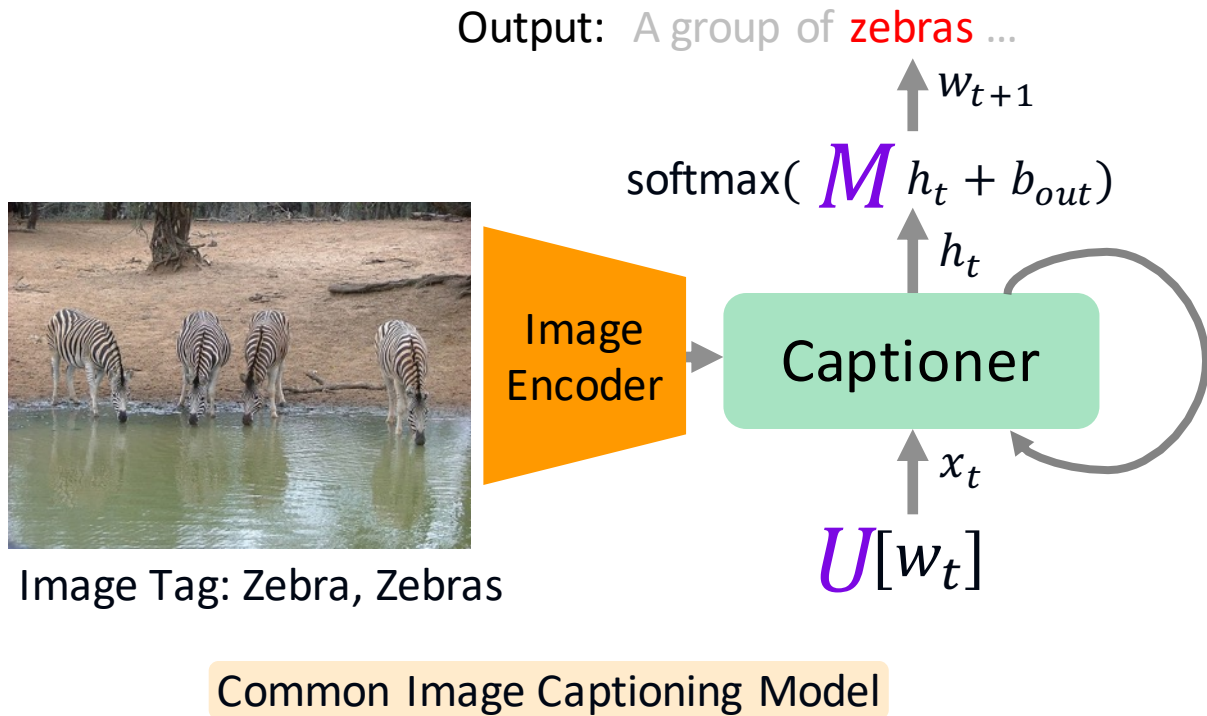 Output: A group of zebras ...
w_{t+1}
softmax( M h_t + b_{out})
h_t
Image
Encoder
Captioner
x_t
U[w_t]
Image Tag: Zebra, Zebras
Common Image Captioning Model